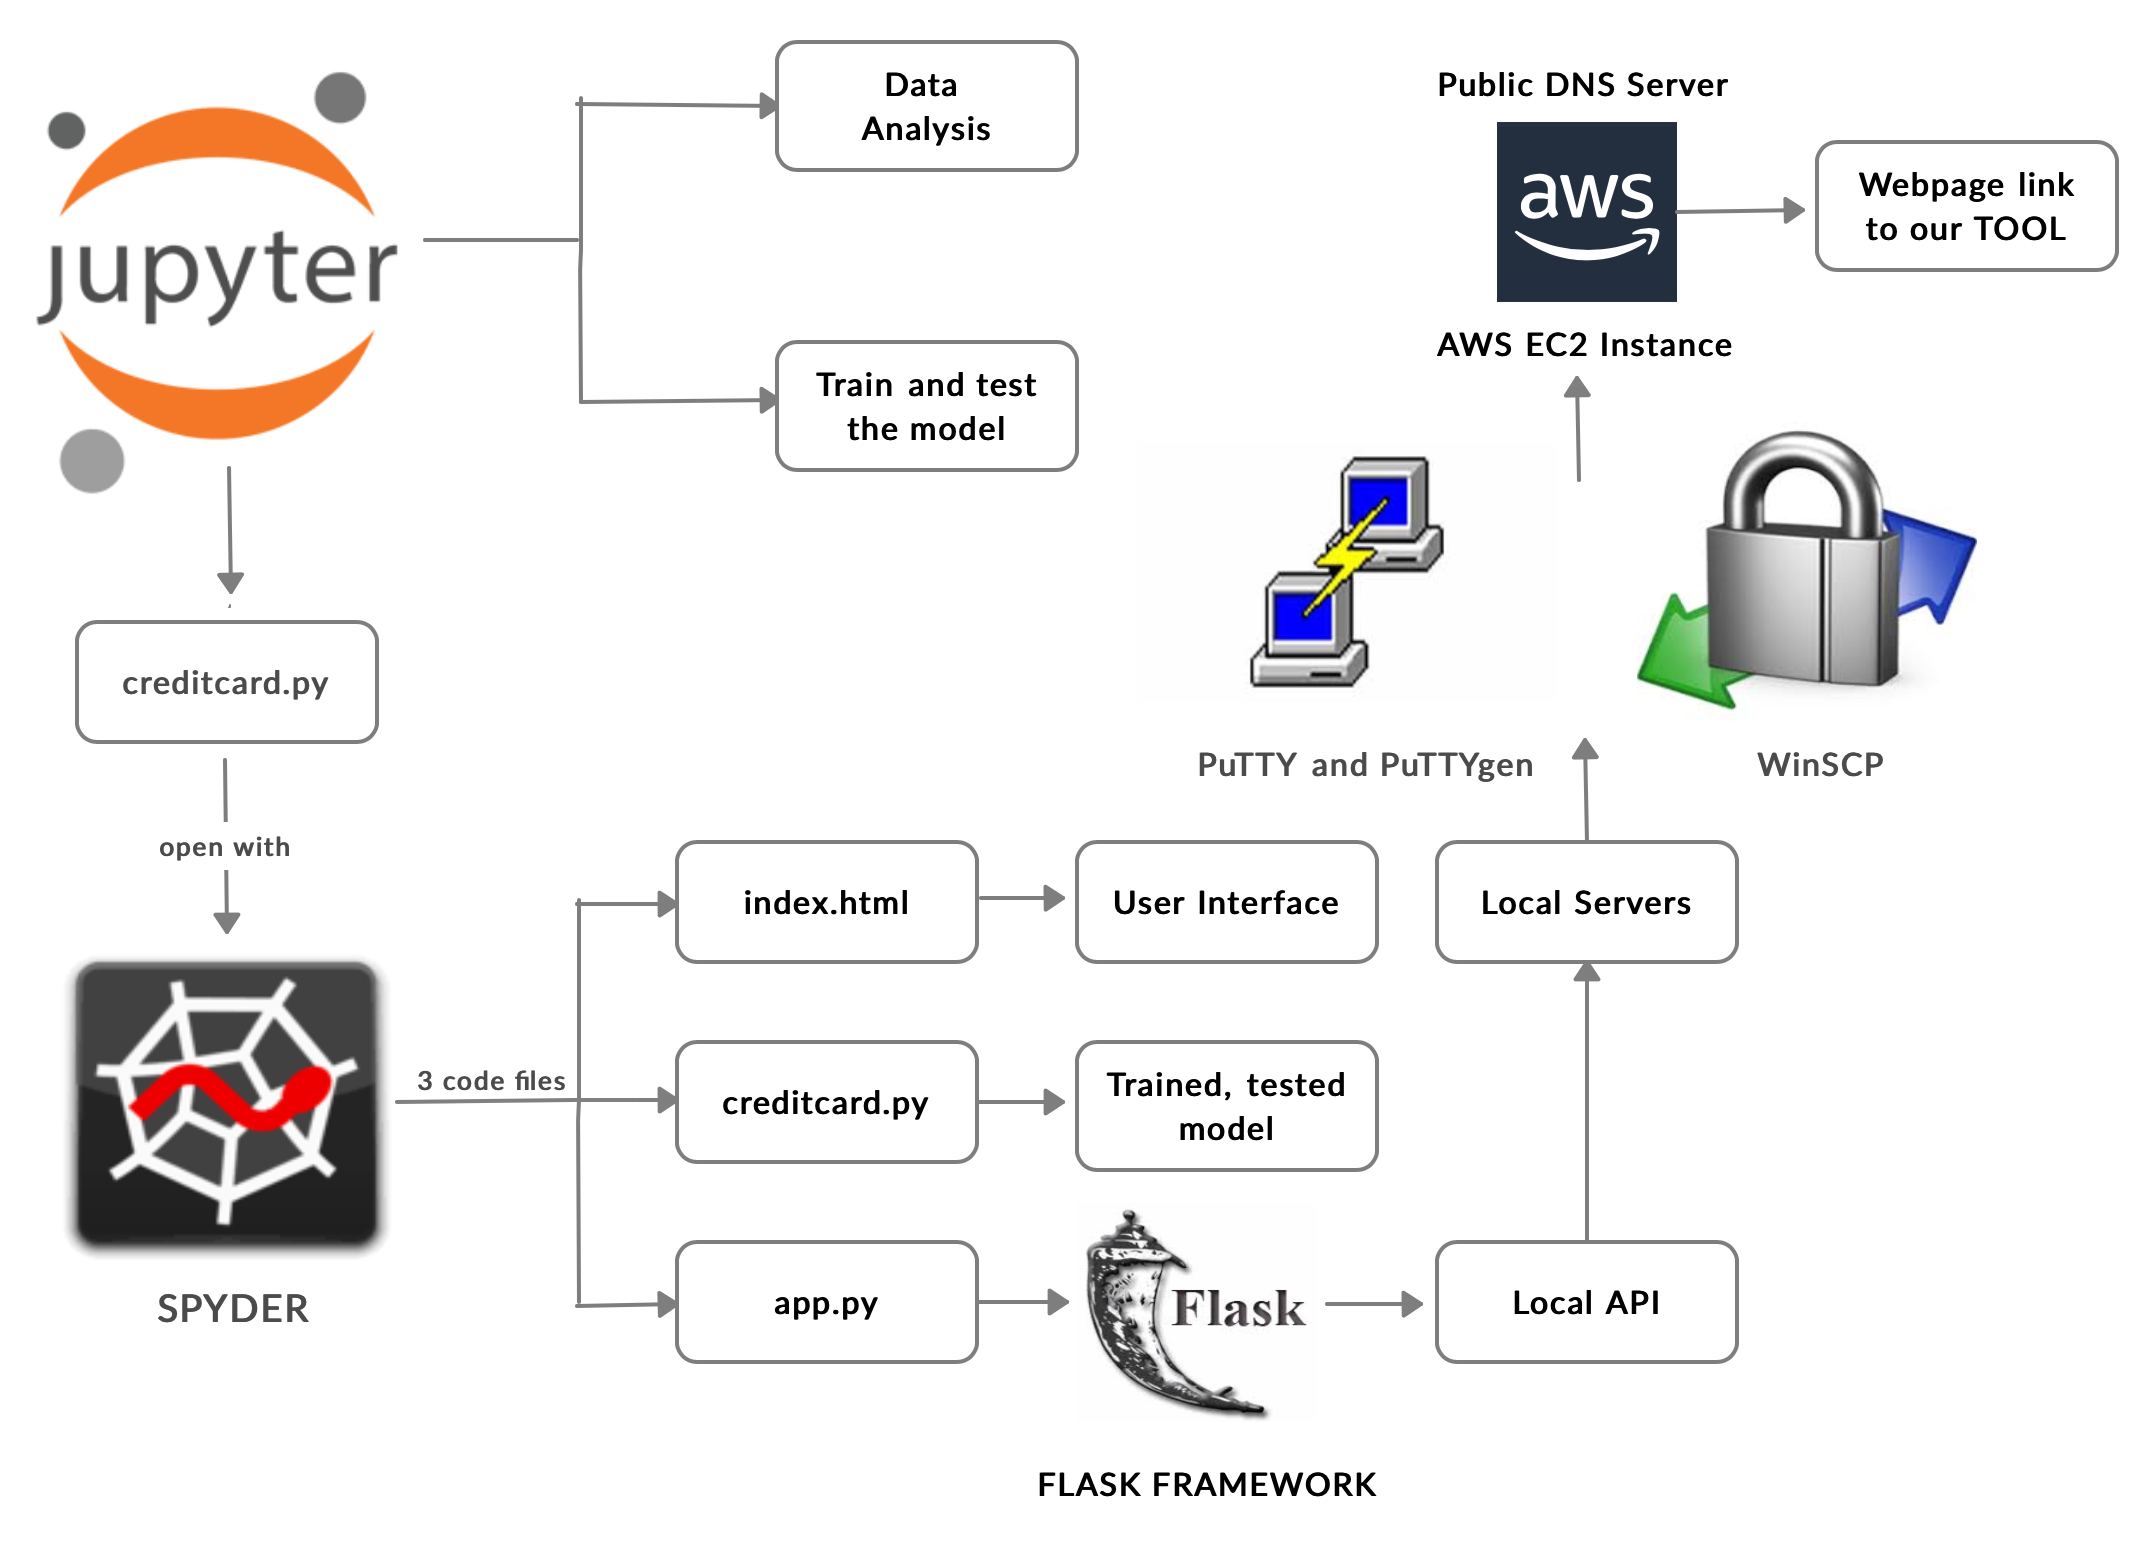 jupyter
Data
Analysis
Train and test
the model
Public DNS Server
aws
Webpage link
to our TOOL
AWS EC2 Instance
creditcard.py
PuTTY and PuTTYgen
WinSCP
open with
index.html
User Interface
Local Servers
3 code files
creditcard.py
Trained, tested
model
SPYDER
app.py
Flask
Local API
FLASK FRAMEWORK